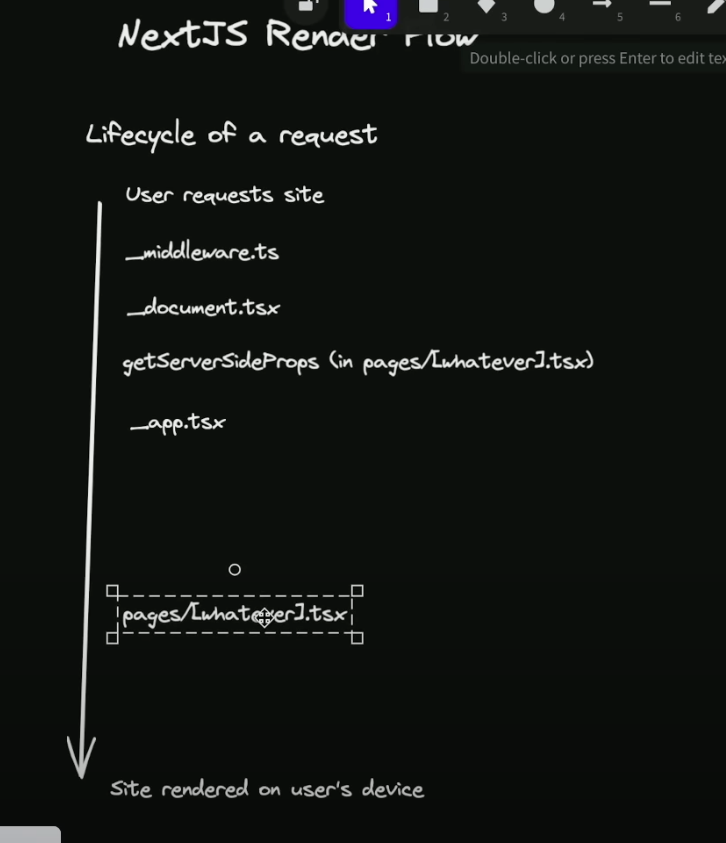 1 2 3 4 5 6
NextJS Render Flow
Double-click or press Enter to edit
Lifecycle of a request
User requests site
_middleware.ts
_document.tsx
getServerSideProps (in pages/[whatever].tsx)
_app.tsx
pages/[whatever].tsx
Site rendered on user's device